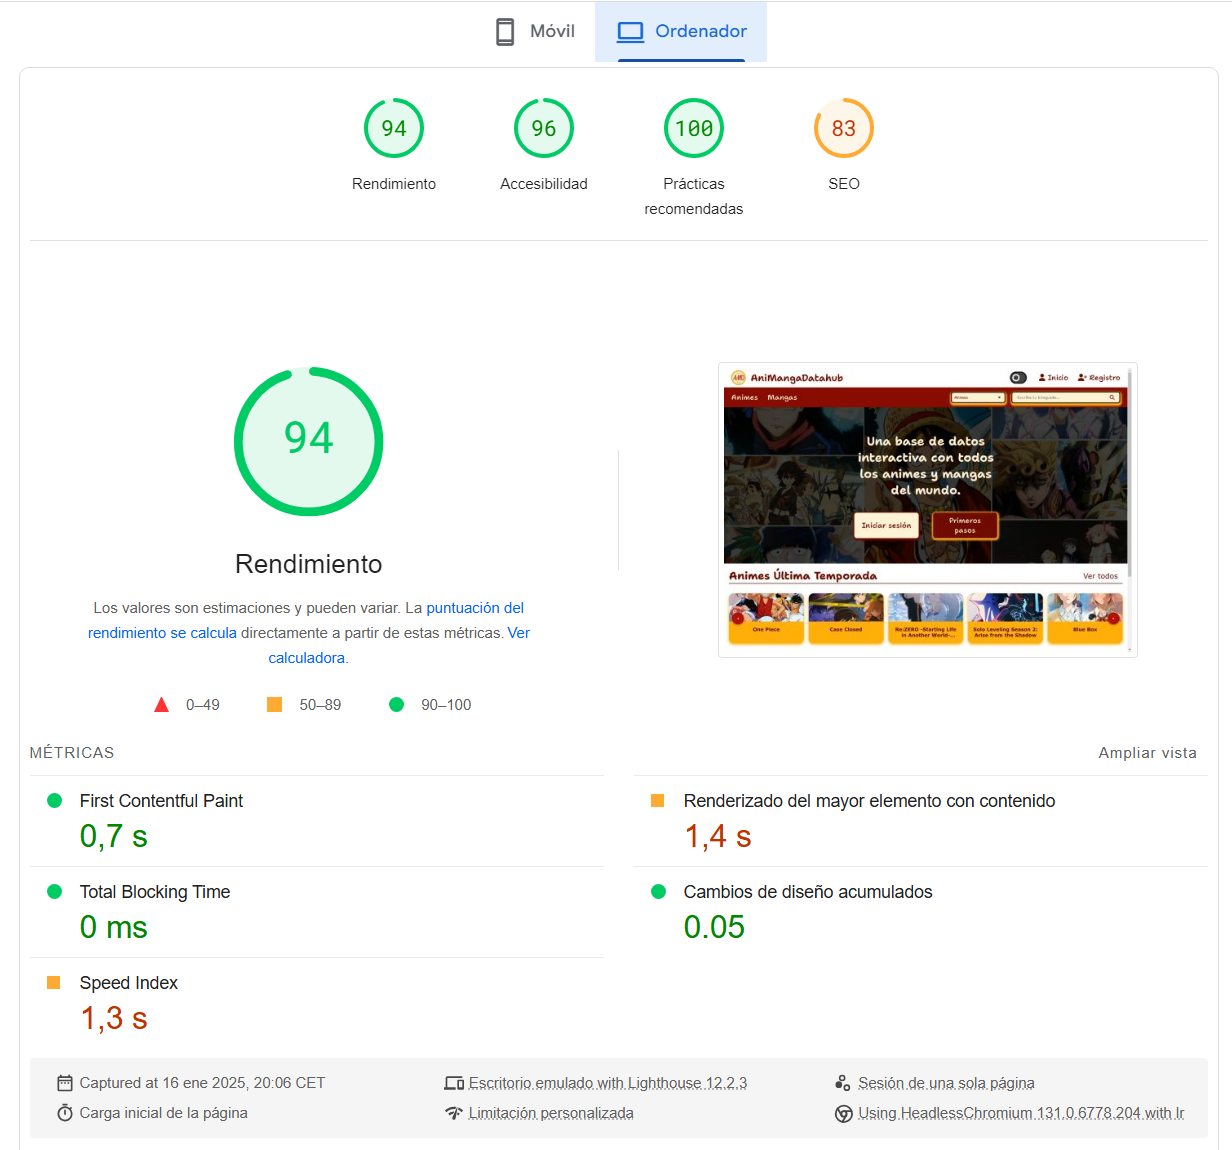 Móvil
Ordenador
94
96
100
83
Rendimiento
Accesibilidad
Prácticas
recomendadas
SEO
94
Rendimiento
Los valores son estimaciones y pueden variar. La puntuación del
rendimiento se calcula directamente a partir de estas métricas. Ver
calculadora.
0–49
50–89
90–100
AniMangaDatahub
Inicio
Registro
Animes
Mangas
Animes
Una base de datos
interactiva con todos
los animes y mangas
del mundo.
Iniciar sesión
Primeros
pasos
Animes Última Temporada
Ver todos
One Piece
Case Closed
Re:ZERO -Starting Life
in Another World-...
Solo Leveling Season 2:
Arise from the Shadow
Blue Box
MÉTRICAS
Ampliar vista
First Contentful Paint
0,7 s
Renderizado del mayor elemento con contenido
1,4 s
Total Blocking Time
0 ms
Cambios de diseño acumulados
0.05
Speed Index
1,3 s
Captured at 16 ene 2025, 20:06 CET
Escritorio emulado with Lighthouse 12.2.3
Sesión de una sola página
Carga inicial de la página
Limitación personalizada
Using HeadlessChromium 131.0.6778.204 with lr